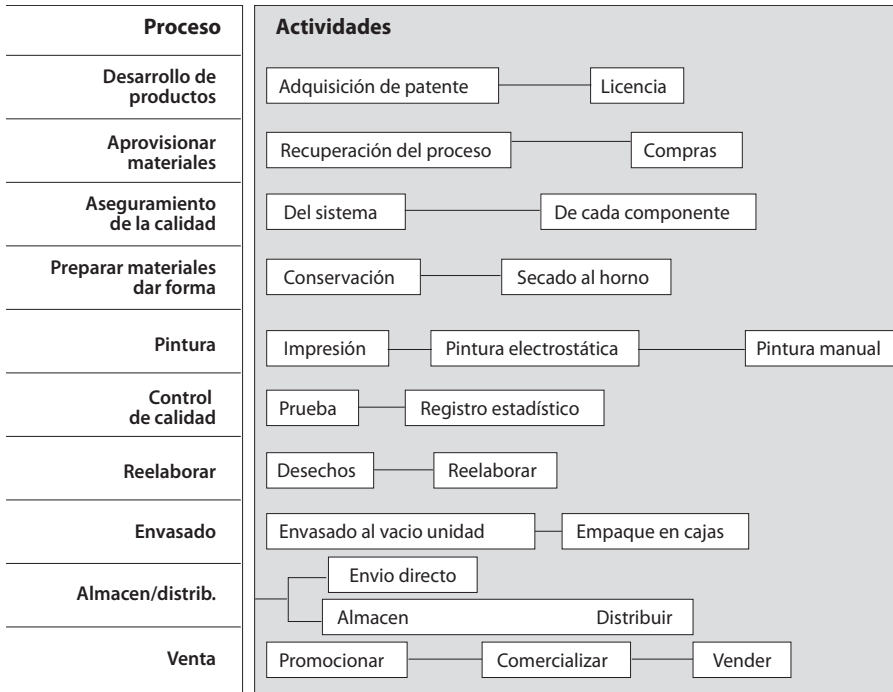 Proceso Actividades
Desarrollo de
productos
Adquisición de patente Licencia
Aprovisionar
materiales
Recuperación del proceso Compras
Aseguramiento
de la calidad
Del sistema De cada componente
Preparar materiales
dar forma
Conservación Secado al horno
Pintura Impresión Pintura electrostática Pintura manual
Control
de calidad
Prueba Registro estadístico
Reelaborar Desechos Reelaborar
Envasado Envasado al vacio unidad Empaque en cajas
Almacen/distrib.
Envio directo
Almacen Distribuir
Venta Promocionar Comercializar Vender